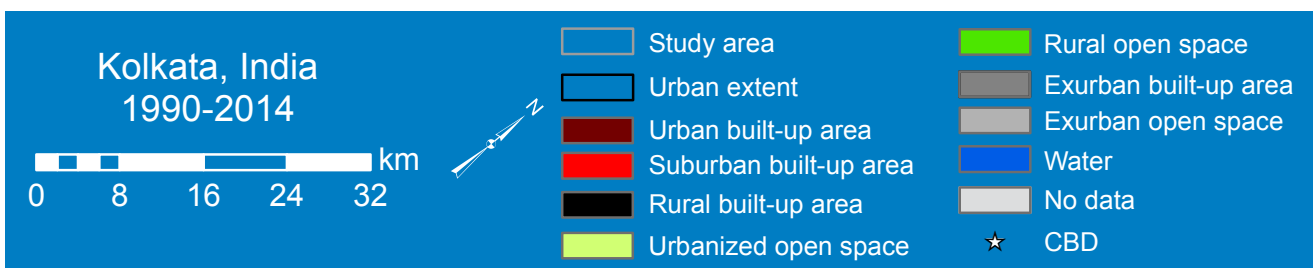 Kolkata, India
1990-2014
km
0 8 16 24 32
N
Study area
Urban extent
Urban built-up area
Suburban built-up area
Rural built-up area
Urbanized open space
Rural open space
Exurban built-up area
Exurban open space
Water
No data
CBD